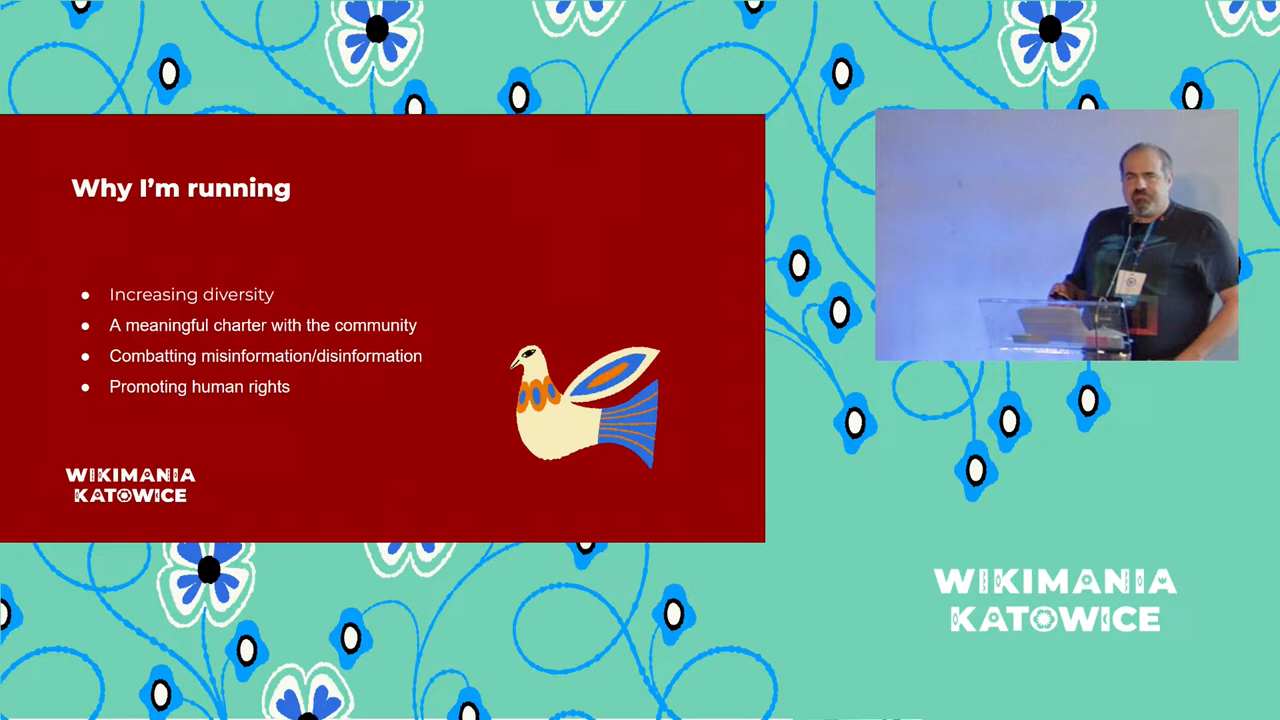 Why I'm running
● Increasing diversity
● A meaningful charter with the community
● Combatting misinformation/disinformation
● Promoting human rights
WIKIMANIA
KATOWICE
WIKIMANIA
KATOWICE